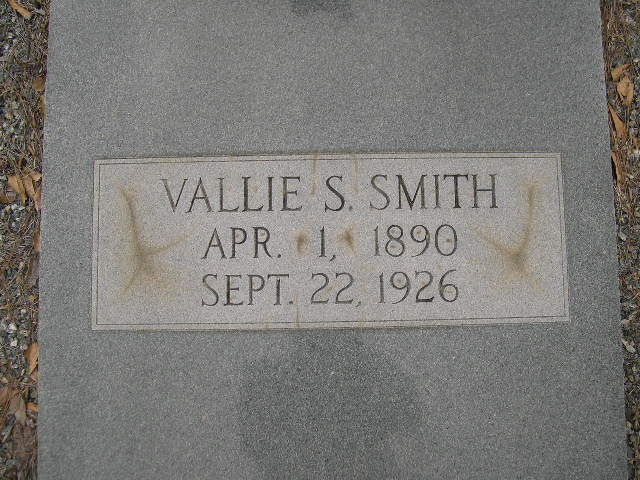 VALLIE S. SMITH
APR. 1, 1890
SEPT. 22, 1926